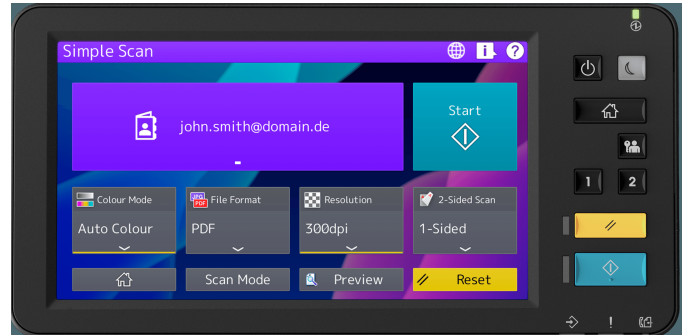 Simple Scan
john.smith@domain.de
Start
Colour Mode
Auto Colour
JPG
PDF
File Format
PDF
Resolution
300dpi
2-Sided Scan
1-Sided
Scan Mode
Preview
Reset
1
2